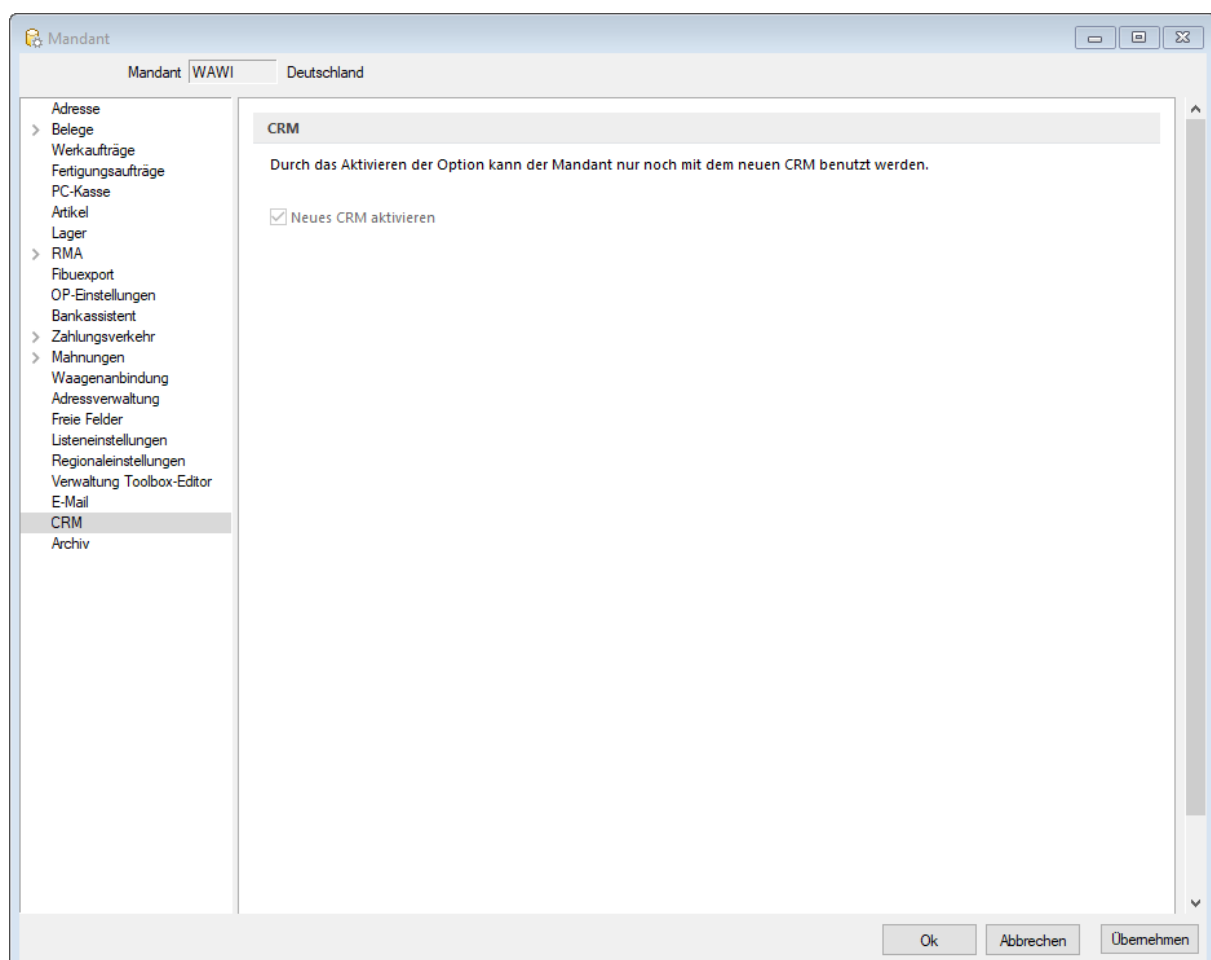 Mandant
Mandant WAWI Deutschland
Adresse
Belege
Werkaufträge
Fertigungsaufträge
PC-Kasse
Artikel
Lager
RMA
Fibuexport
OP-Einstellungen
Bankassistent
Zahlungsverkehr
Mahnungen
Waagenanbindung
Adressverwaltung
Freie Felder
Listeneinstellungen
Regionaleinstellungen
Verwaltung Toolbox-Editor
E-Mail
CRM
Archiv
CRM
Durch das Aktivieren der Option kann der Mandant nur noch mit dem neuen CRM benutzt werden.
Neues CRM aktivieren
Ok Abbrechen Übernehmen